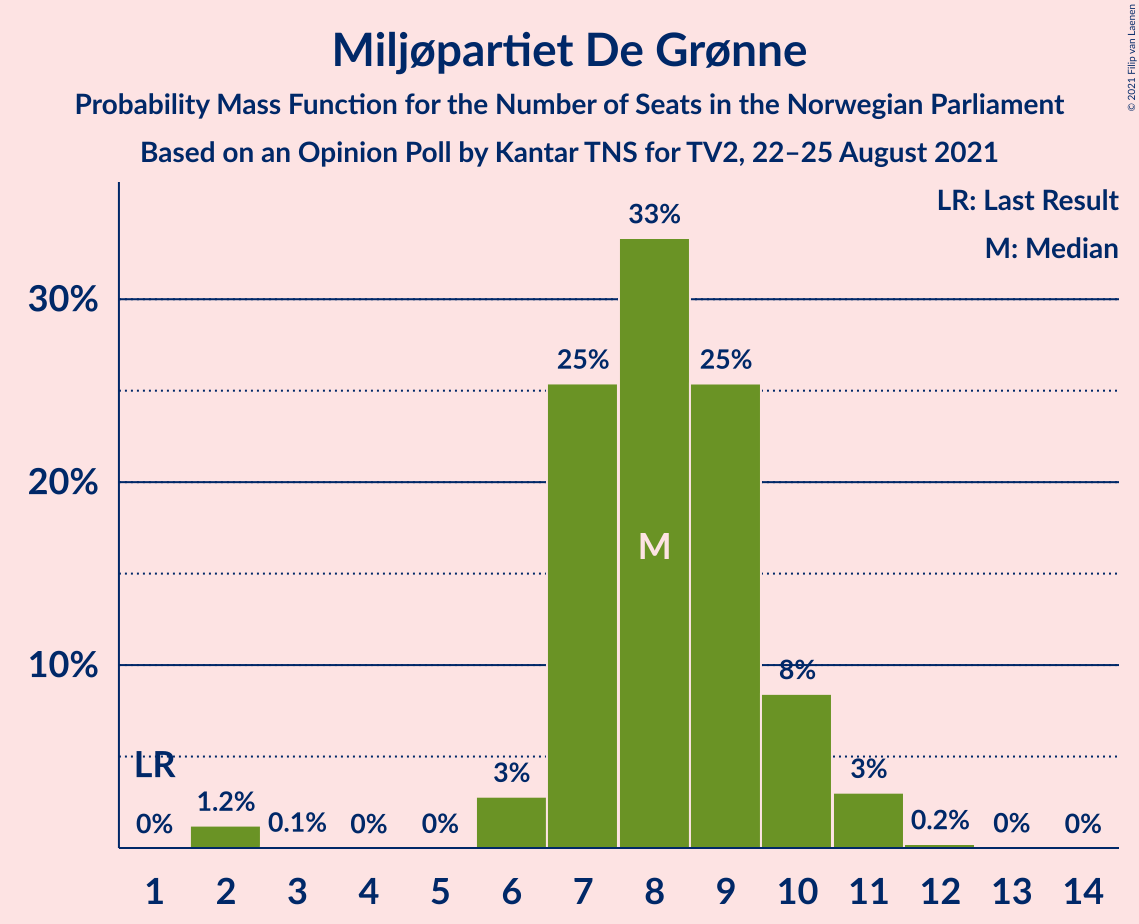 Miljøpartiet De Grønne
Probability Mass Function for the Number of Seats in the Norwegian Parliament
Based on an Opinion Poll by Kantar TNS for TV2, 22–25 August 2021
© 2021 Filip van Laenen
LR: Last Result
M: Median
33%
30%
25% 25%
20%
M
10%
8%
LR
3% 3%
0% 1.2% 0.1% 0% 0% 0.2% 0% 0%
1 2 3 4 5 6 7 8 9 10 11 12 13 14